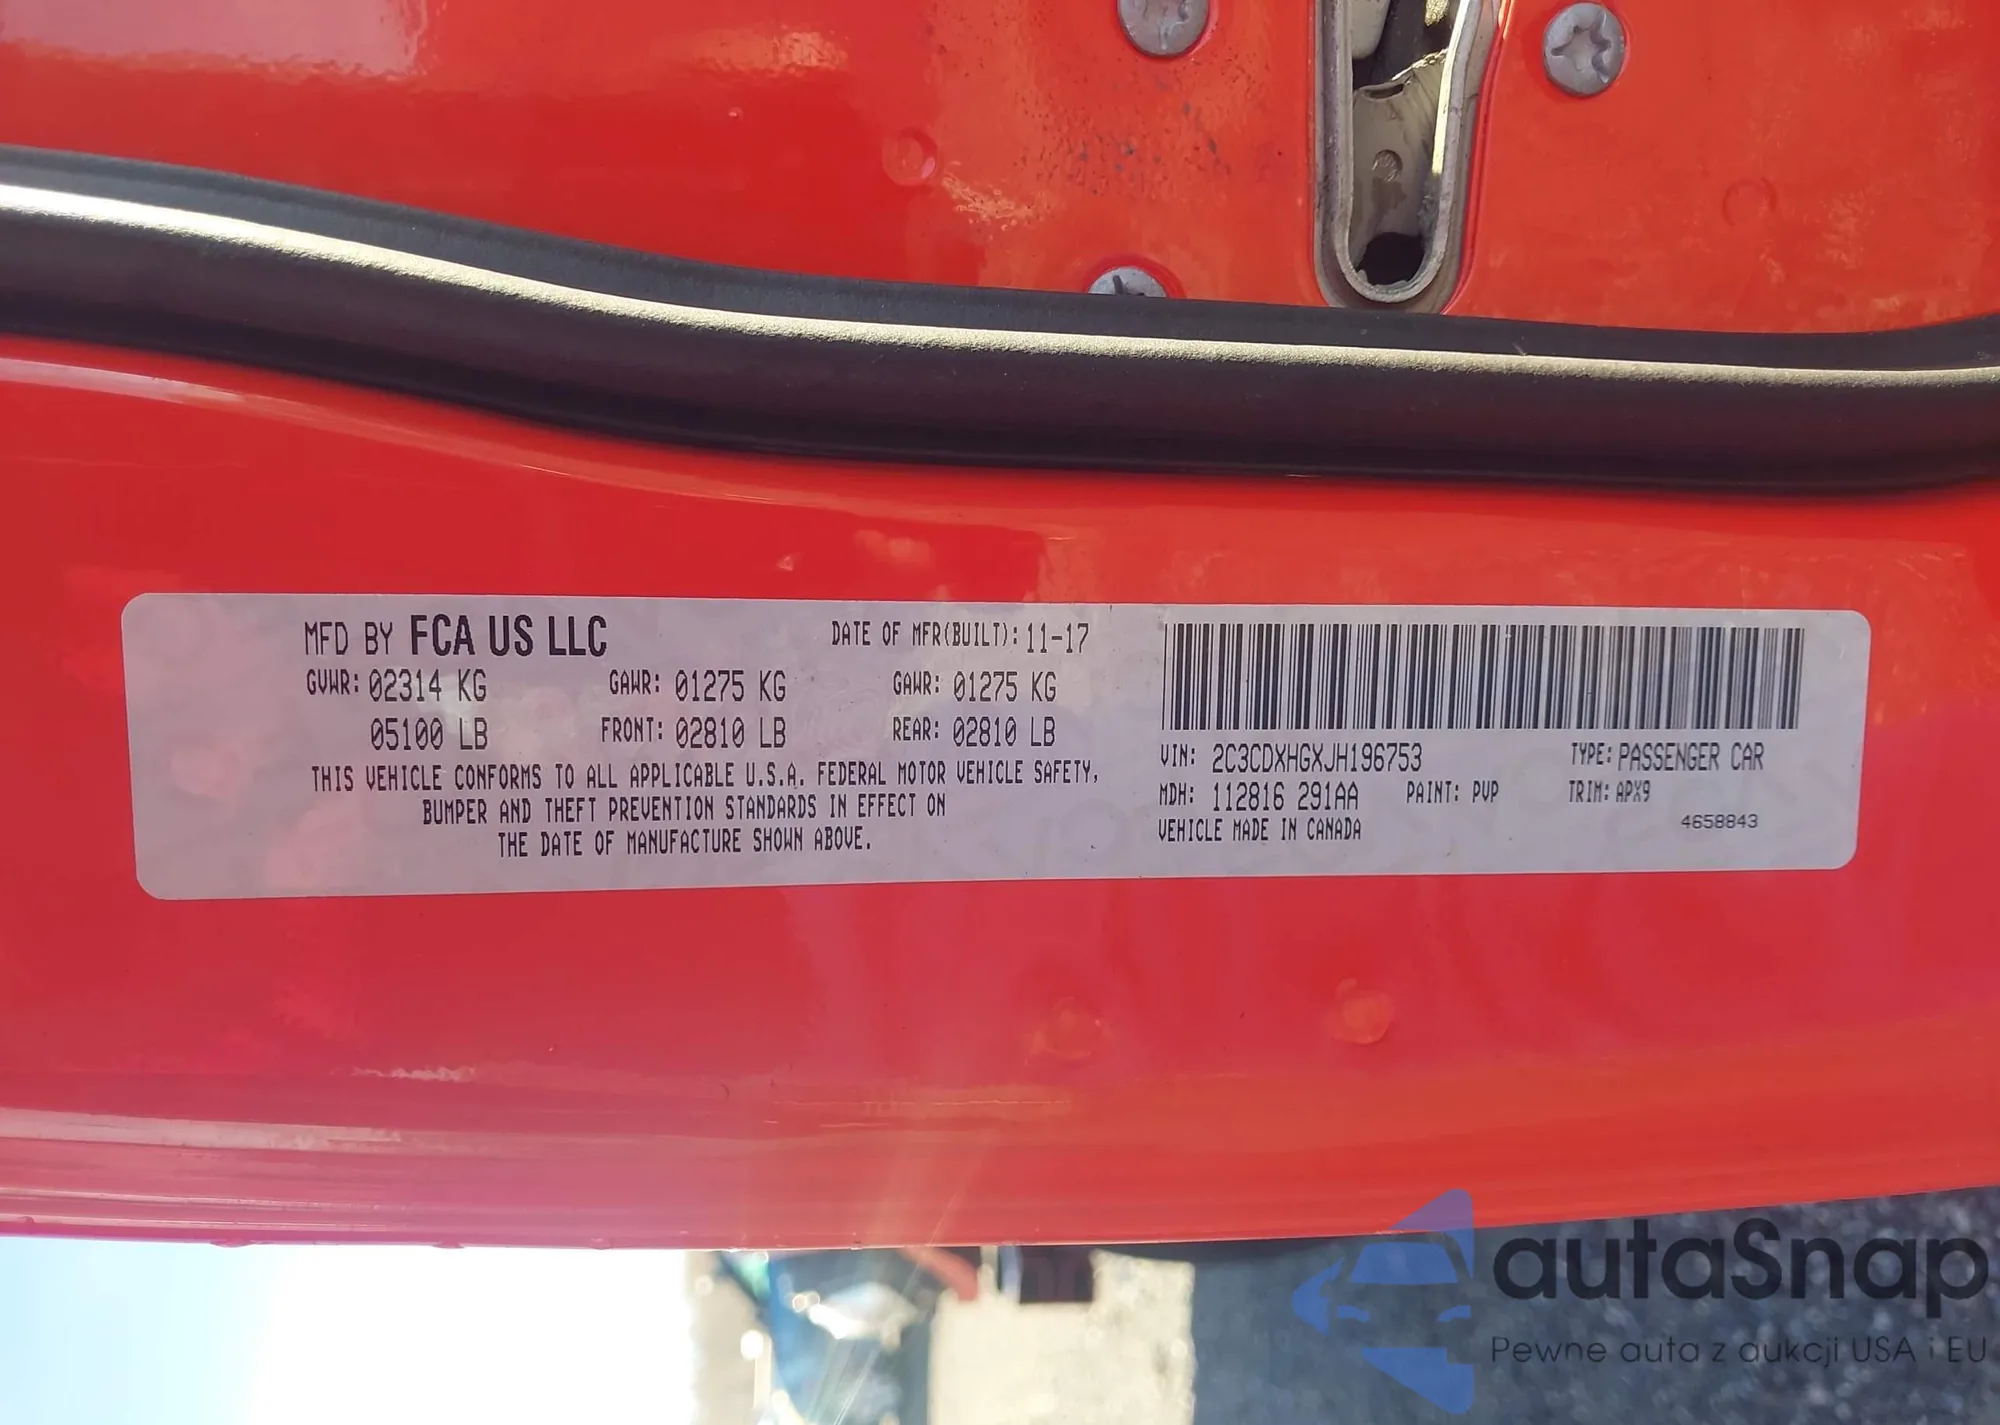 MFD BY FCA US LLC DATE OF MFR(BUILT): 11-17
GVWR: 02314 KG GAWR: 01275 KG GAWR: 01275 KG
05100 LB FRONT: 02810 LB REAR: 02810 LB
THIS VEHICLE CONFORMS TO ALL APPLICABLE U.S.A. FEDERAL MOTOR VEHICLE SAFETY,
BUMPER AND THEFT PREVENTION STANDARDS IN EFFECT ON
THE DATE OF MANUFACTURE SHOWN ABOVE.
VIN: 2C3CDXHGXJH196753 TYPE: PASSENGER CAR
MDH: 112816 291AA PAINT: PVP TRIM: APX9
VEHICLE MADE IN CANADA 4658843
autaSnap
Pewne auta z aukcji USA i EU